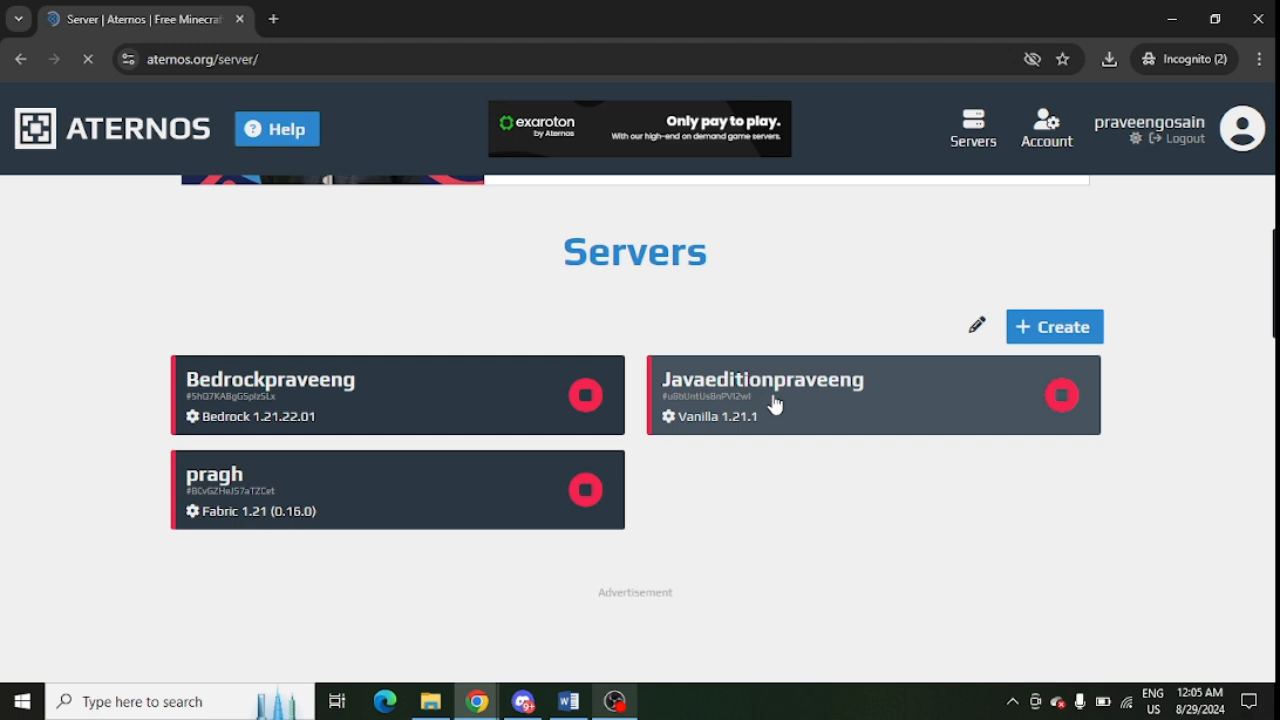 Server | Aternos | Free Minecra
aternos.org/server/
Incognito (2)
ATERNOS
? Help
exaroton
by Aternos
Only pay to play.
With our high-end on demand game servers.
Servers
Account
praveengosain
Logout
Servers
+ Create
Bedrockpraveeng
Bedrock 1.21.22.01
Javaeditionpraveeng
Vanilla 1.21.1
pragh
Fabric 1.21 (0.16.0)
Advertisement
Type here to search
9+
ENG
US
12:05 AM
8/29/2024